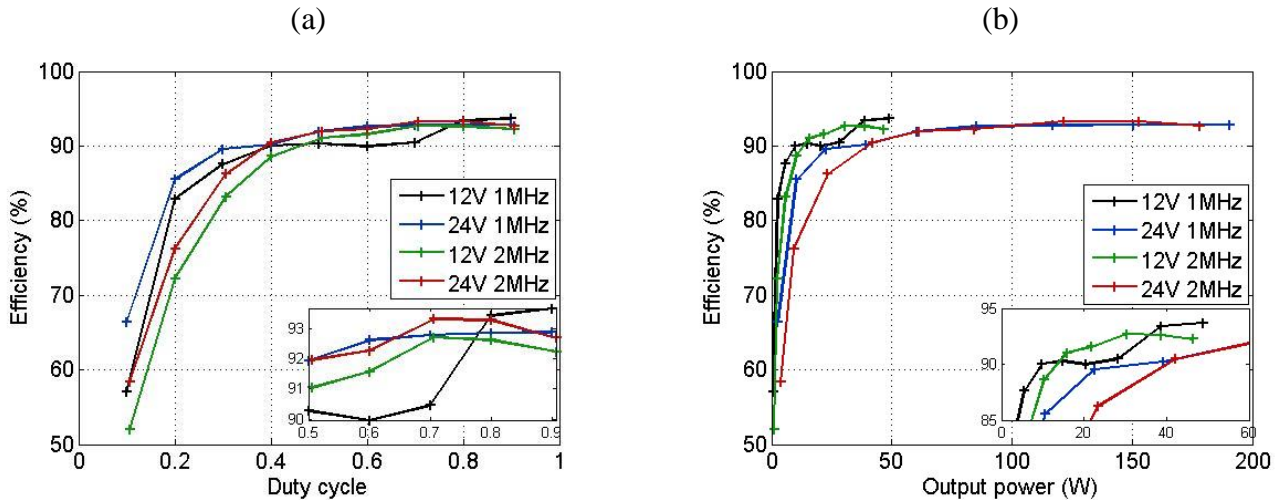 (a)
100
90
80
70
60
50
Efficiency (%)
12V 1MHz
24V 1MHz
12V 2MHz
24V 2MHz
93
92
91
90
0.5
0.6
0.7
0.8
0.9
0
0.2
0.4
0.6
0.8
1
Duty cycle
(b)
100
90
80
70
60
50
Efficiency (%)
12V 1MHz
24V 1MHz
12V 2MHz
24V 2MHz
95
90
85
0
20
40
60
0
50
100
150
200
Output power (W)